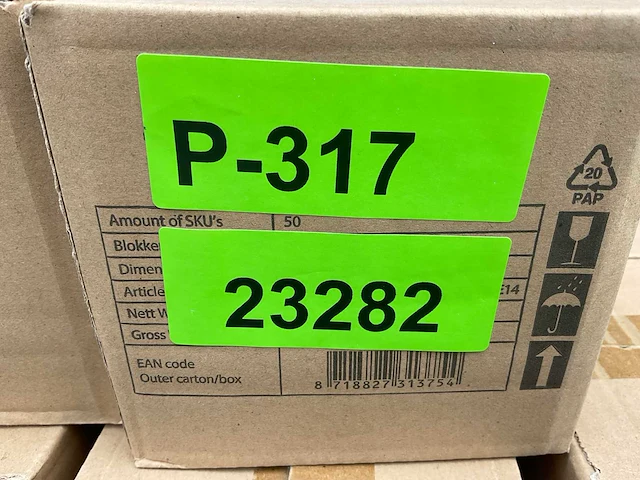 P-317
20
PAP
Amount of SKU's 50
Blokke
Dimen
Article E14
Nett W
Gross
23282
EAN code
Outer carton/box
8 718827 313754